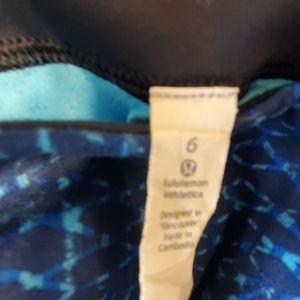 6
lululemon
Athletica
Designed in
Vancouver
Made in
Cambodia